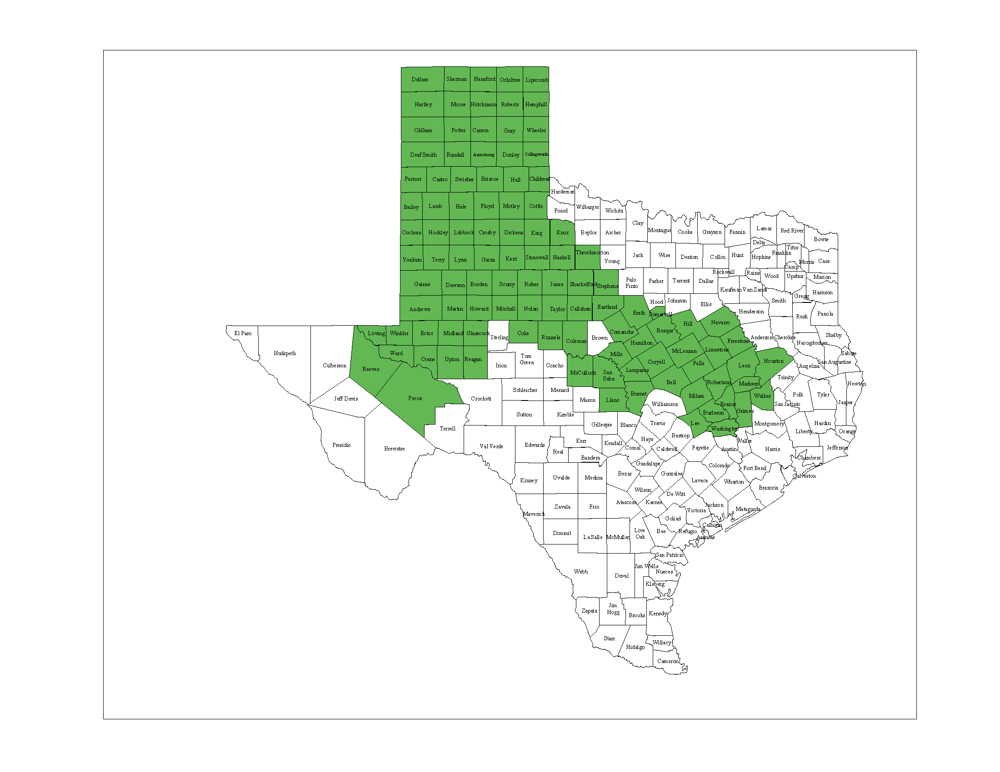 Dallam
Sherman
Hansford
Ochiltree
Lipscomb
Hartley
Moore
Hutchinson
Roberts
Hemphill
Oldham
Potter
Carson
Gray
Wheeler
Deaf Smith
Randall
Armstrong
Donley
Collingsworth
Parmer
Castro
Swisher
Briscoe
Hall
Childress
Hardeman
Bailey
Lamb
Hale
Floyd
Motley
Cottle
Foard
Wilbarger
Wichita
Clay
Montague
Cooke
Grayson
Fannin
Lamar
Red River
Bowie
Cochran
Hockley
Lubbock
Crosby
Dickens
King
Knox
Baylor
Archer
Delta
Titus
Yoakum
Terry
Lynn
Garza
Kent
Stonewall
Haskell
Throckmorton
Young
Jack
Wise
Denton
Collin
Hunt
Hopkins
Franklin
Morris
Cass
Camp
Rockwall
Rains
Wood
Upshur
Marion
Gaines
Dawson
Borden
Scurry
Fisher
Jones
Shackelford
Stephens
Palo
Pinto
Parker
Tarrant
Dallas
Kaufman
Van Zandt
Gregg
Harrison
Smith
Andrews
Martin
Howard
Mitchell
Nolan
Taylor
Callahan
Eastland
Erath
Hood
Somervell
Johnson
Ellis
Henderson
Rusk
Panola
El Paso
Hudspeth
Culberson
Loving
Winkler
Ector
Midland
Glasscock
Sterling
Coke
Runnels
Coleman
Brown
Comanche
Bosque
Hill
Navarro
Hamilton
Freestone
Anderson
Cherokee
Nacogdoches
Shelby
Reeves
Ward
Crane
Upton
Reagan
Irion
Tom
Green
Concho
McCulloch
San
Saba
Mills
Lampasas
Coryell
McLennan
Limestone
Falls
Leon
Houston
Angelina
San Augustine
Sabine
Jeff Davis
Pecos
Crockett
Schleicher
Menard
Mason
Llano
Burnet
Bell
Milam
Robertson
Madison
Walker
Trinity
Polk
Tyler
Jasper
Newton
Sutton
Kimble
Gillespie
Blanco
Williamson
Travis
Lee
Burleson
Brazos
Grimes
Washington
San Jacinto
Montgomery
Liberty
Hardin
Orange
Presidio
Brewster
Terrell
Val Verde
Edwards
Real
Kerr
Bandera
Kendall
Comal
Hays
Caldwell
Bastrop
Fayette
Austin
Waller
Harris
Chambers
Jefferson
Kinney
Uvalde
Medina
Bexar
Guadalupe
Gonzales
Lavaca
Colorado
Wharton
Fort Bend
Brazoria
Galveston
Maverick
Zavala
Frio
Atascosa
Wilson
Karnes
De Witt
Jackson
Victoria
Matagorda
Calhoun
Dimmit
LaSalle
McMullen
Live
Oak
Bee
Goliad
Refugio
Aransas
San Patricio
Webb
Duval
Jim Wells
Nueces
Kleberg
Zapata
Jim
Hogg
Brooks
Kenedy
Starr
Hidalgo
Willacy
Cameron